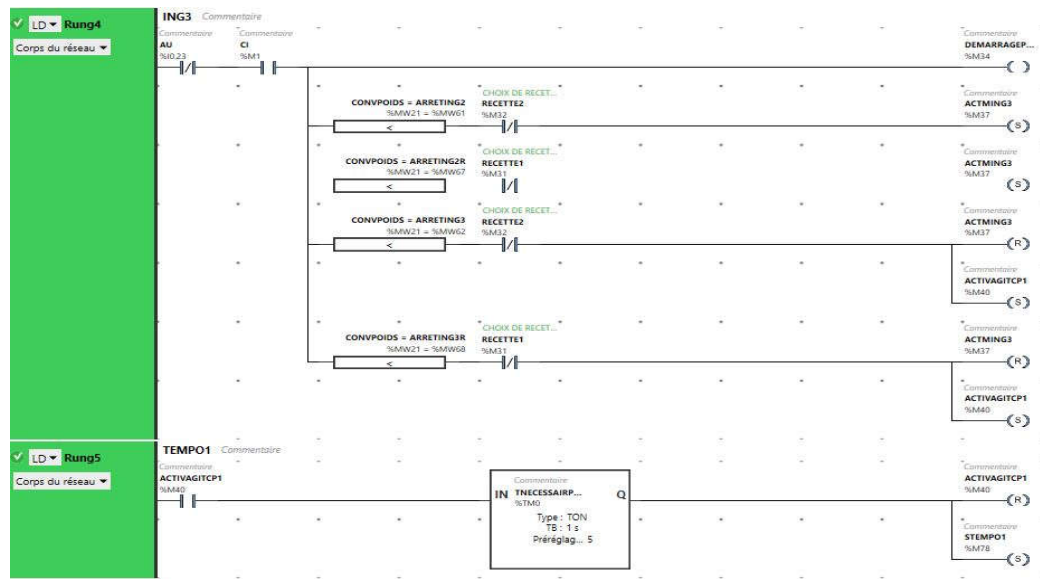 LD Rung4
Corps du réseau
ING3 Commentaire
Commentaire Commentaire Commentaire
AU CI DEMARRAGEP...
%I0.23 %M1 %M34
CHOIX DE RECET... Commentaire
CONVPOIDS = ARRETING2 RECETTE2 ACTMING3
%MW21 = %MW61 %M32 %M37
< S
CHOIX DE RECET... Commentaire
CONVPOIDS = ARRETING2R RECETTE1 ACTMING3
%MW21 = %MW67 %M31 %M37
< S
CHOIX DE RECET... Commentaire
CONVPOIDS = ARRETING3 RECETTE2 ACTMING3
%MW21 = %MW62 %M32 %M37
< R
Commentaire
ACTIVAGITCP1
%M40
S
CHOIX DE RECET... Commentaire
CONVPOIDS = ARRETING3R RECETTE1 ACTMING3
%MW21 = %MW68 %M31 %M37
< R
Commentaire
ACTIVAGITCP1
%M40
S
LD Rung5
Corps du réseau
TEMPO1 Commentaire
Commentaire Commentaire
ACTIVAGITCP1 ACTIVAGITCP1
%M40 %M40
Commentaire
IN TNECESSAIRP... Q R
%TM0
Type : TON
TB : 1 s
Préréglag... 5
Commentaire
STEMPO1
%M78
S